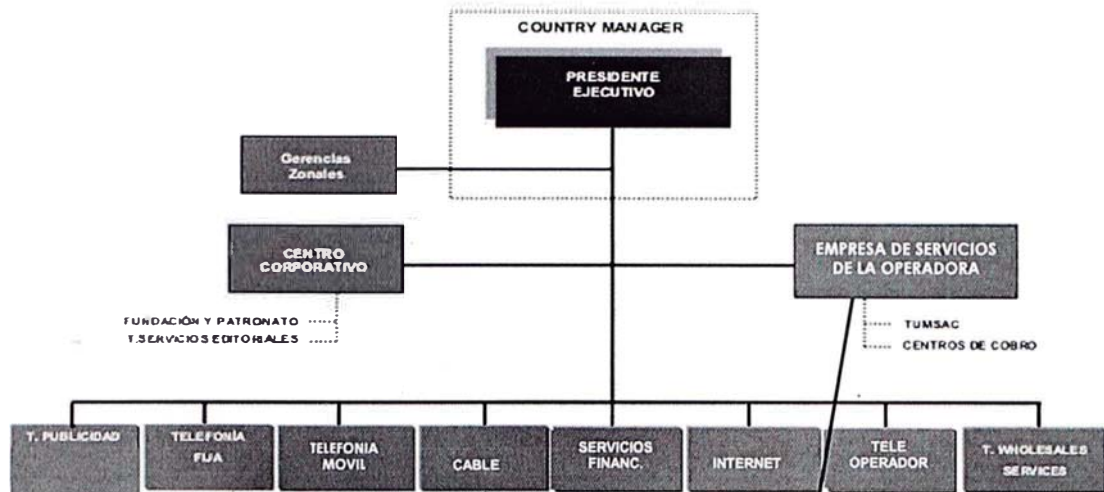 COUNTRY MANAGER
PRESIDENTE
EJECUTIVO
Gerencias
Zonales
CENTRO
CORPORATIVO
EMPRESA DE SERVICIOS
DE LA OPERADORA
FUNDACIÓN Y PATRONATO
T.SERVICIOS EDITORIALES
TUMSAC
CENTROS DE COBRO
T. PUBLICIDAD
TELEFONÍA
FIJA
TELEFONIA
MOVIL
CABLE
SERVICIOS
FINANC.
INTERNET
TELE
OPERADOR
T. WHOLESALES
SERVICES